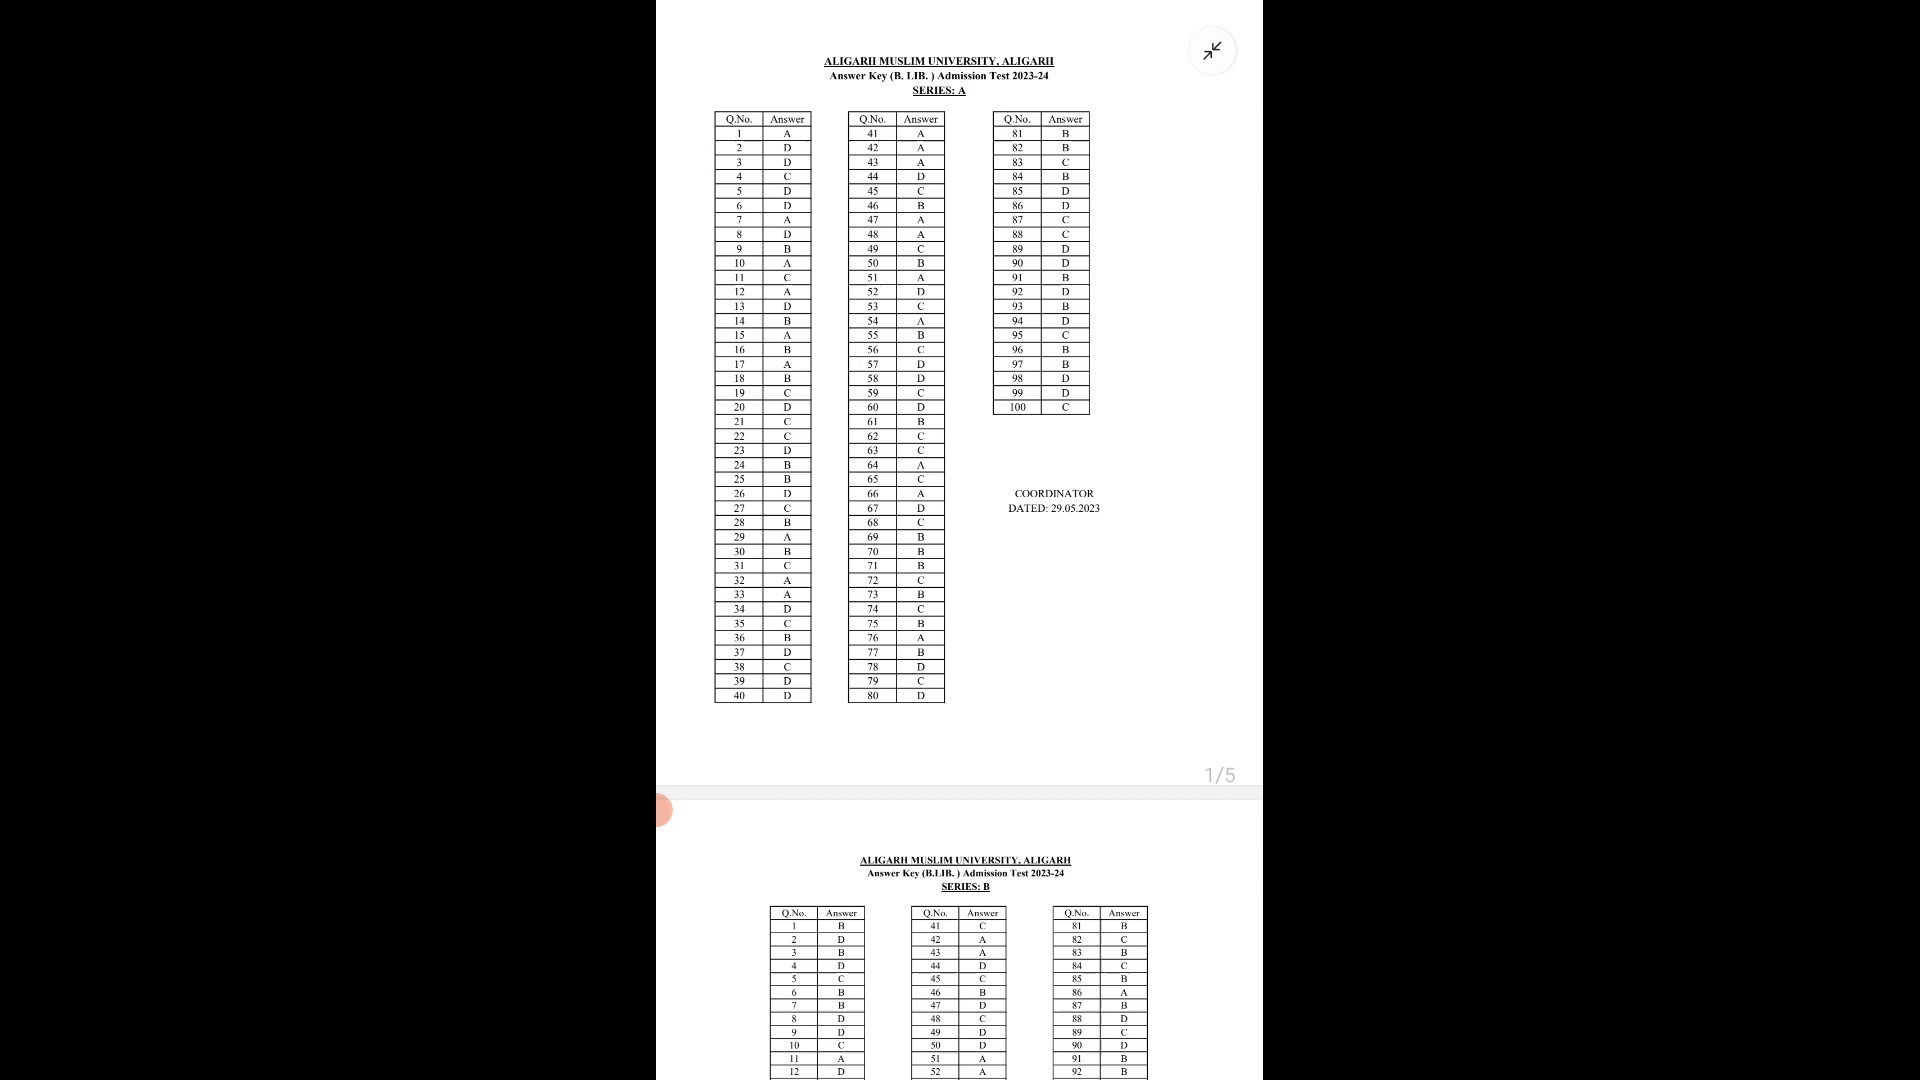 ALIGARH MUSLIM UNIVERSITY, ALIGARH
Answer Key (B. LIB. ) Admission Test 2023-24
SERIES: A
Q.No. Answer Q.No. Answer Q.No. Answer
1 A 41 A 81 B
2 D 42 A 82 B
3 D 43 A 83 C
4 C 44 D 84 B
5 D 45 C 85 D
6 D 46 B 86 D
7 A 47 A 87 C
8 D 48 A 88 C
9 B 49 C 89 D
10 A 50 B 90 D
11 C 51 A 91 B
12 A 52 D 92 D
13 D 53 C 93 B
14 B 54 A 94 D
15 A 55 B 95 C
16 B 56 C 96 B
17 A 57 D 97 B
18 B 58 D 98 D
19 C 59 C 99 D
20 D 60 D 100 C
21 C 61 B
22 C 62 C
23 D 63 C
24 B 64 A
25 B 65 C
26 D 66 A COORDINATOR
27 C 67 D DATED: 29.05.2023
28 B 68 C
29 A 69 B
30 B 70 B
31 C 71 B
32 A 72 C
33 A 73 B
34 D 74 C
35 C 75 B
36 B 76 A
37 D 77 B
38 C 78 D
39 D 79 C
40 D 80 D
1/5
ALIGARH MUSLIM UNIVERSITY, ALIGARH
Answer Key (B.LIB. ) Admission Test 2023-24
SERIES: B
Q.No. Answer Q.No. Answer Q.No. Answer
1 B 41 C 81 B
2 D 42 A 82 C
3 B 43 A 83 B
4 D 44 D 84 C
5 C 45 C 85 B
6 B 46 B 86 A
7 B 47 D 87 B
8 D 48 C 88 D
9 D 49 D 89 C
10 C 50 D 90 D
11 A 51 A 91 B
12 D 52 A 92 B